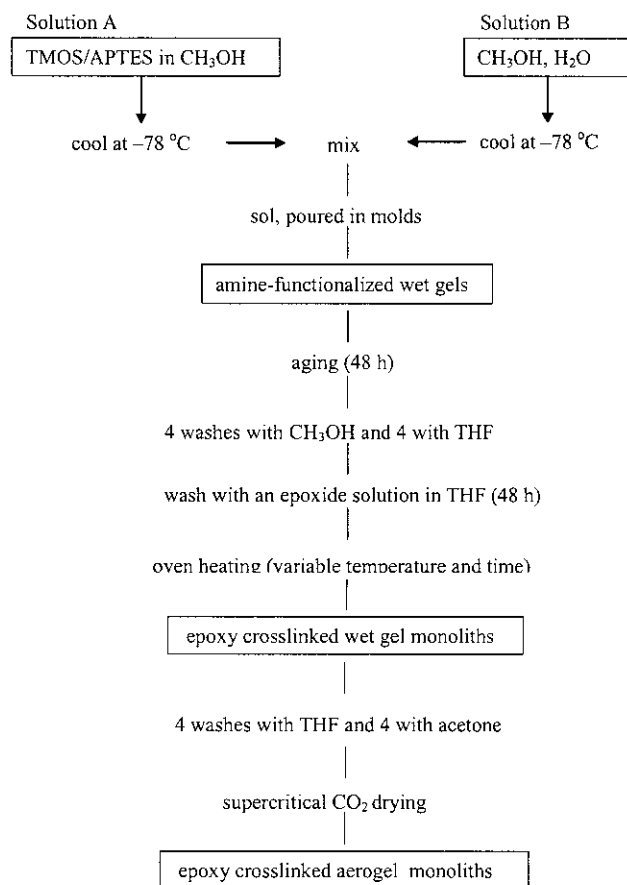 Solution A
Solution B
TMOS/APTES in CH₃OH
CH₃OH, H₂O
cool at –78 °C
mix
cool at –78 °C
sol, poured in molds
amine-functionalized wet gels
aging (48 h)
4 washes with CH₃OH and 4 with THF
wash with an epoxide solution in THF (48 h)
oven heating (variable temperature and time)
epoxy crosslinked wet gel monoliths
4 washes with THF and 4 with acetone
supercritical CO₂ drying
epoxy crosslinked aerogel monoliths